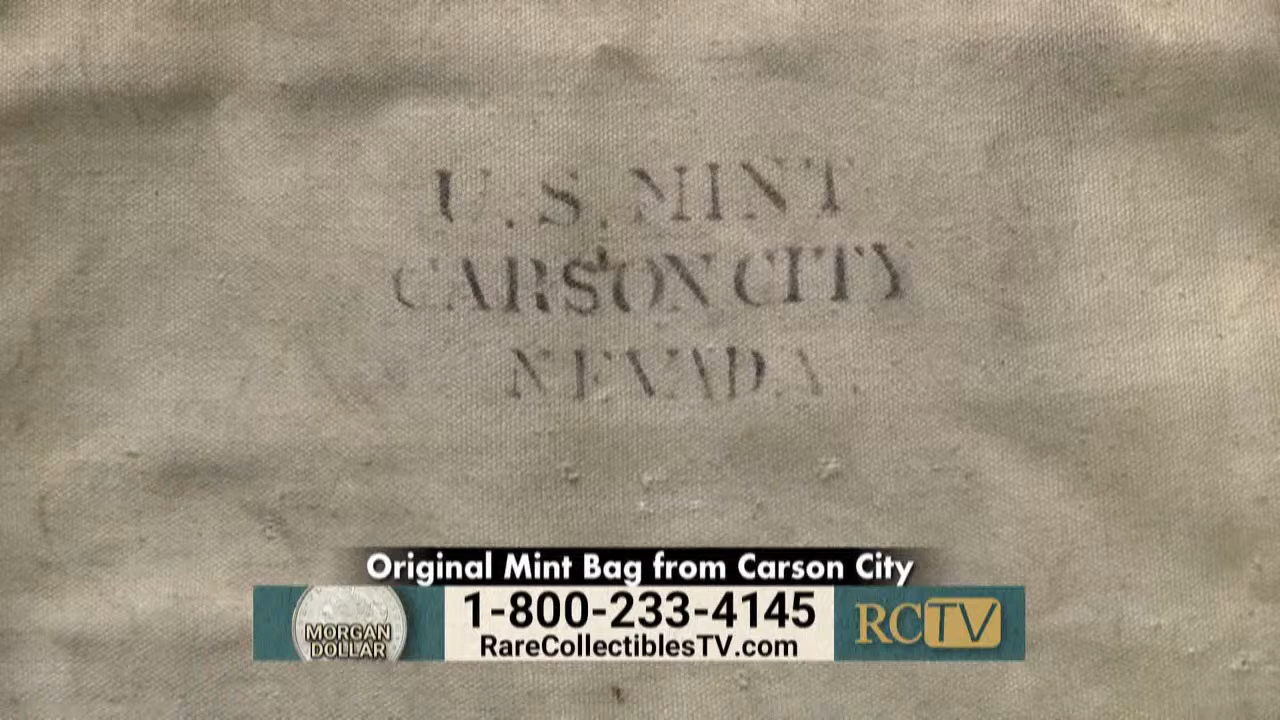 U.S. MINT
CARSON CITY
NEVADA.
Original Mint Bag from Carson City
MORGAN
DOLLAR
1-800-233-4145
RareCollectiblesTV.com
RCTV